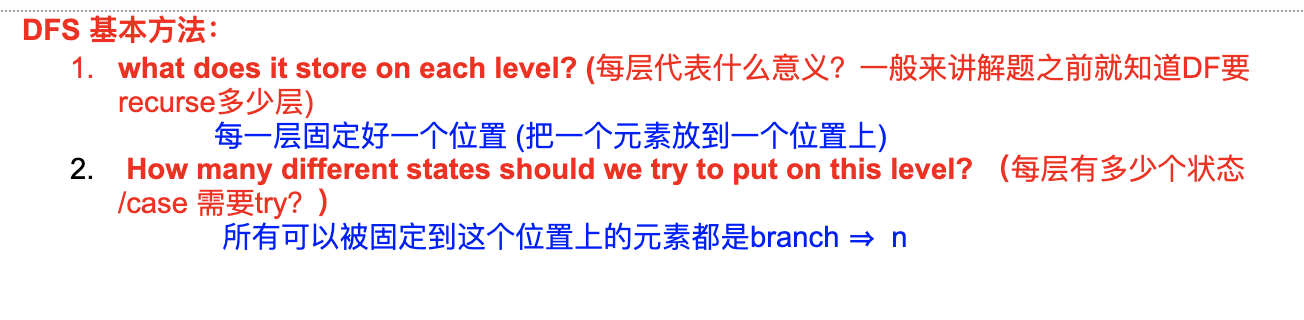 DFS 基本方法：
1. what does it store on each level? (每层代表什么意义？一般来讲解题之前就知道DF要
recurse多少层)
每一层固定好一个位置 (把一个元素放到一个位置上)
2. How many different states should we try to put on this level? （每层有多少个状态
/case 需要try？）
所有可以被固定到这个位置上的元素都是branch ⇒ n